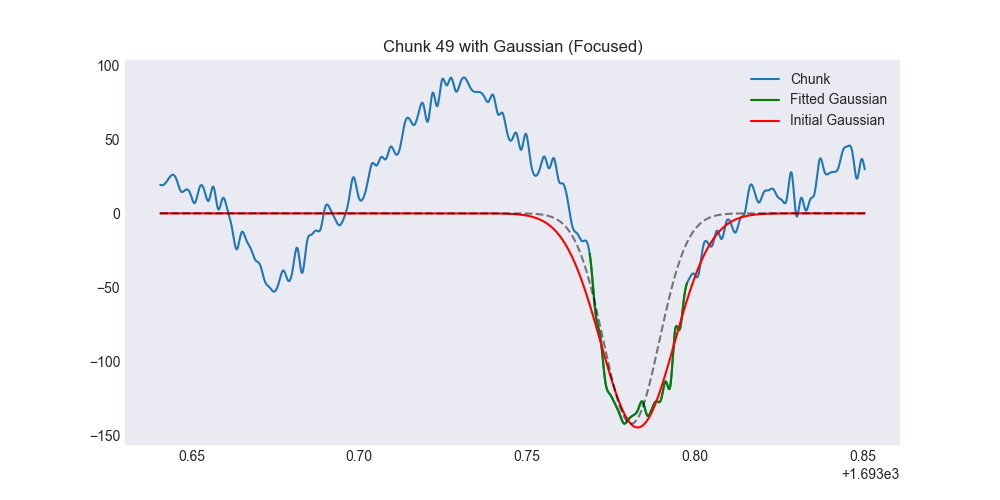 Chunk 49 with Gaussian (Focused)
100
50
0
−50
−100
−150
Chunk
Fitted Gaussian
Initial Gaussian
0.65 0.70 0.75 0.80 0.85
+1.693e3